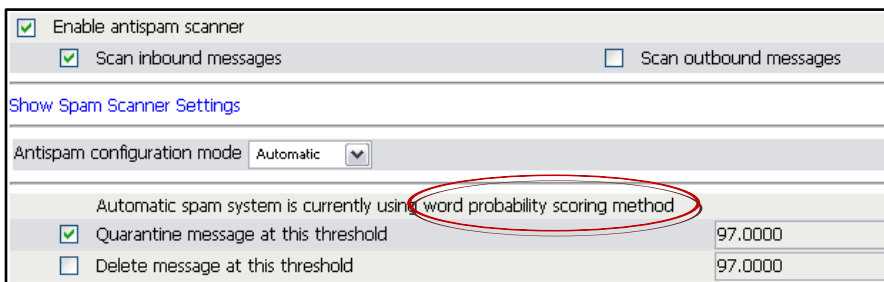 Enable antispam scanner
Scan inbound messages Scan outbound messages
Show Spam Scanner Settings
Antispam configuration mode Automatic
Automatic spam system is currently using word probability scoring method
Quarantine message at this threshold 97.0000
Delete message at this threshold 97.0000